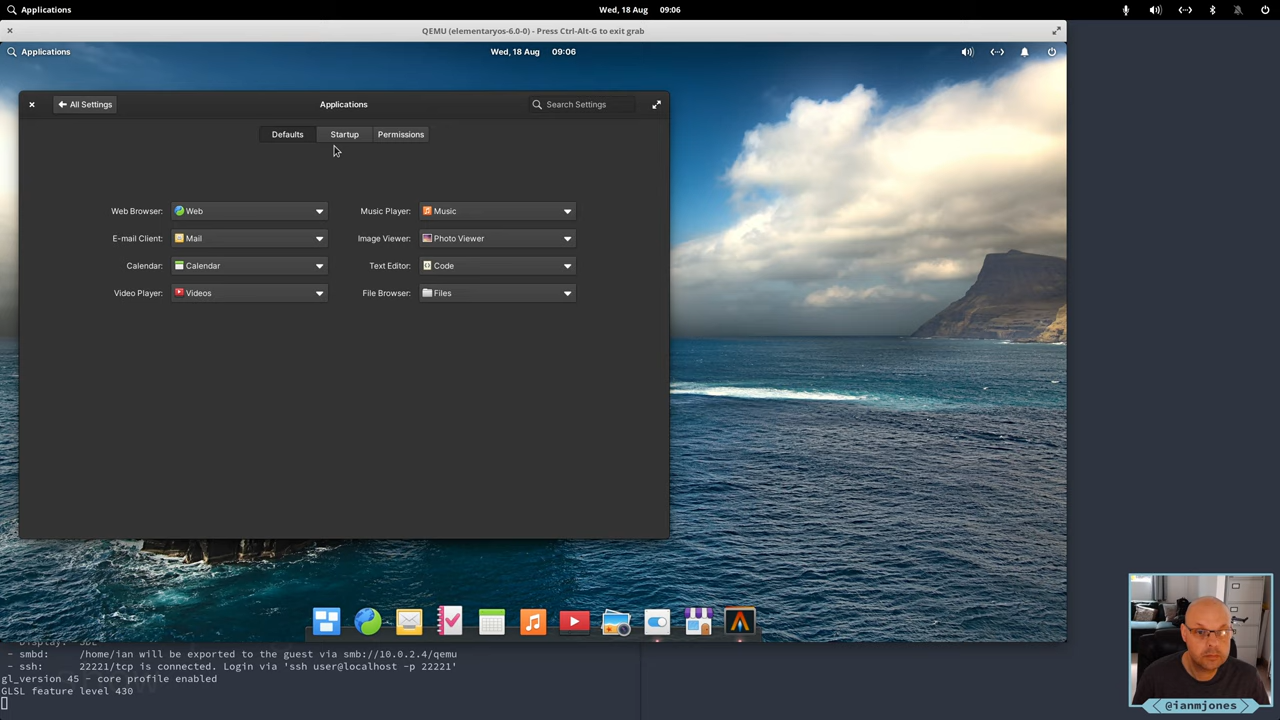 Applications
Wed, 18 Aug 09:06
QEMU (elementaryos-6.0-0) - Press Ctrl-Alt-G to exit grab
Applications
Wed, 18 Aug 09:06
All Settings
Applications
Search Settings
Defaults
Startup
Permissions
Web Browser: Web
Music Player: Music
E-mail Client: Mail
Image Viewer: Photo Viewer
Calendar: Calendar
Text Editor: Code
Video Player: Videos
File Browser: Files
- smbd: /home/ian will be exported to the guest via smb://10.0.2.4/qemu
- ssh: 22221/tcp is connected. Login via 'ssh user@localhost -p 22221'
gl_version 45 - core profile enabled
GLSL feature level 430
@ianmjones